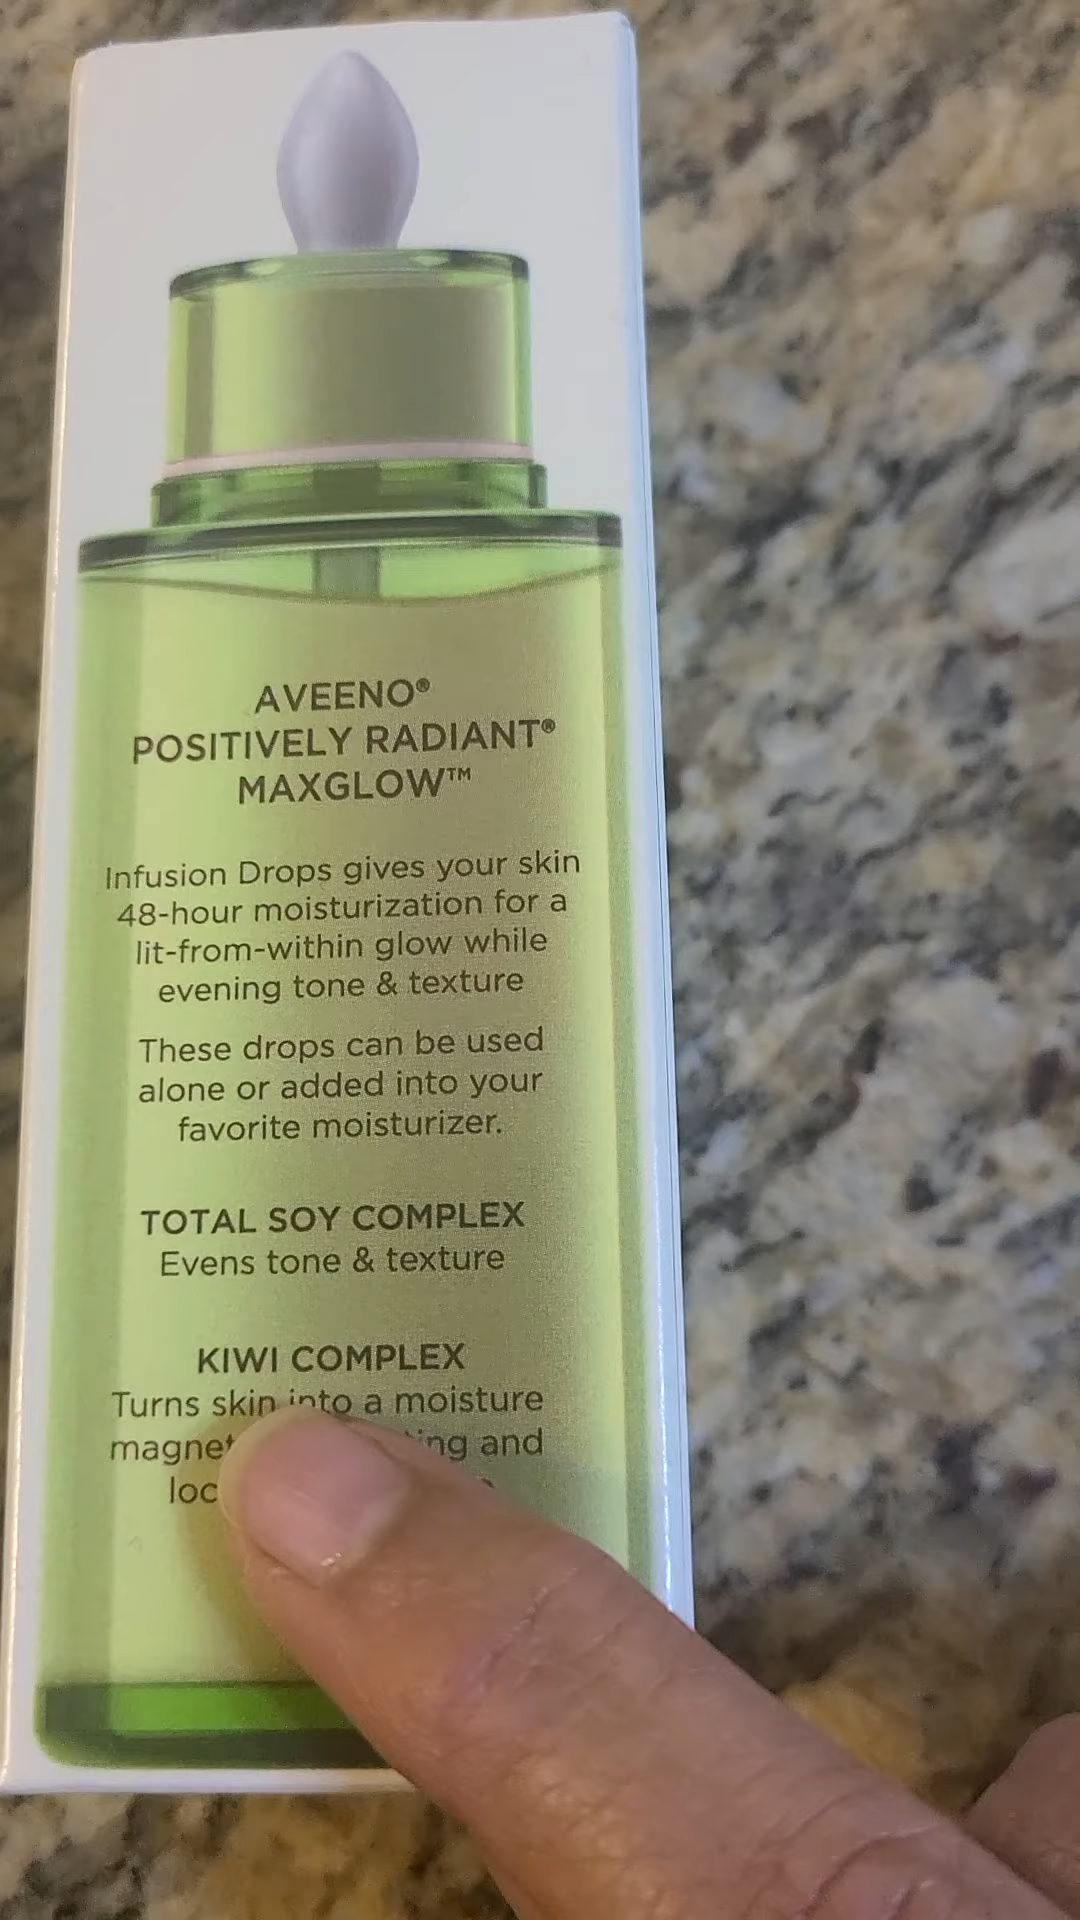 AVEENO®
POSITIVELY RADIANT®
MAXGLOW™
Infusion Drops gives your skin
48-hour moisturization for a
lit-from-within glow while
evening tone & texture
These drops can be used
alone or added into your
favorite moisturizer.
TOTAL SOY COMPLEX
Evens tone & texture
KIWI COMPLEX
Turns skin into a moisture
magnet and